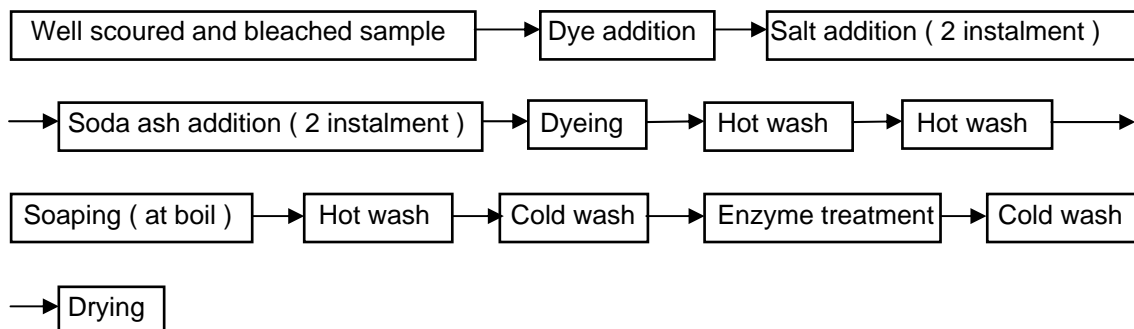 Well scoured and bleached sample Dye addition Salt addition ( 2 instalment )
Soda ash addition ( 2 instalment ) Dyeing Hot wash Hot wash
Soaping ( at boil ) Hot wash Cold wash Enzyme treatment Cold wash
Drying